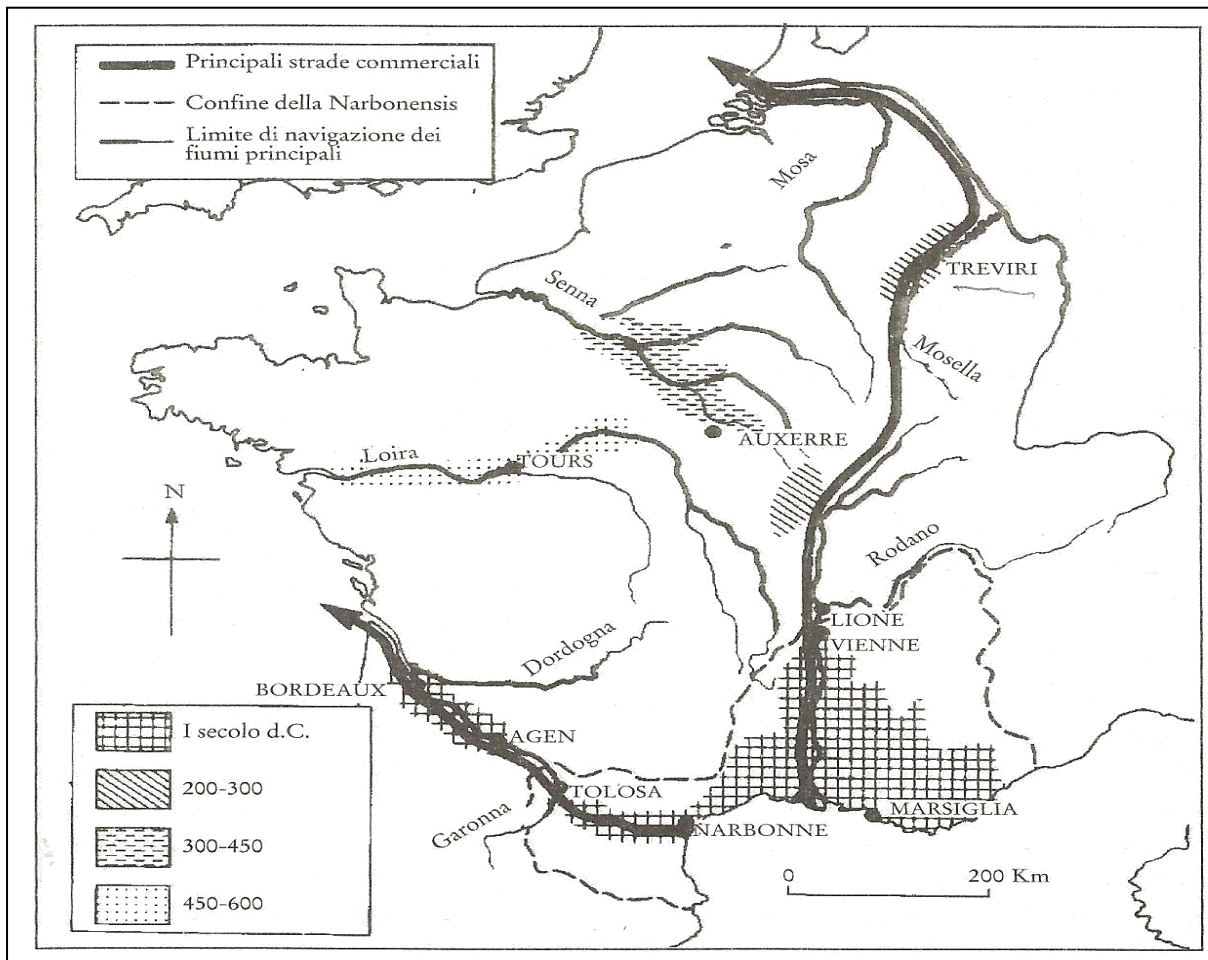 Principali strade commerciali
Confine della Narbonensis
Limite di navigazione dei
fiumi principali
Mosa
TREVIRI
Senna
Mosella
AUXERRE
Loira
TOURS
N
Rodano
LIONE
VIENNE
Dordogna
BORDEAUX
AGEN
TOLOSA
Garonna
NARBONNE
MARSIGLIA
0 200 Km
I secolo d.C.
200-300
300-450
450-600